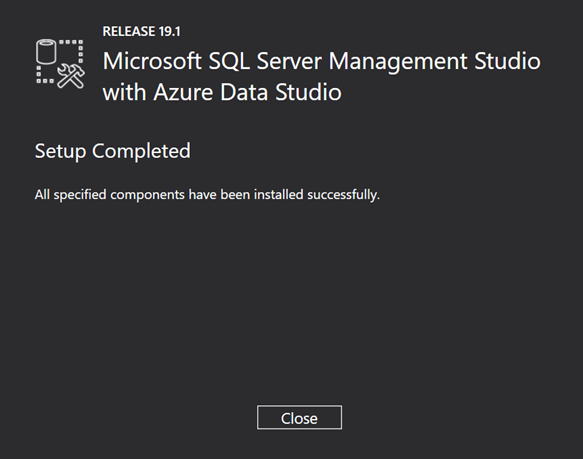 RELEASE 19.1
Microsoft SQL Server Management Studio
with Azure Data Studio
Setup Completed
All specified components have been installed successfully.
Close